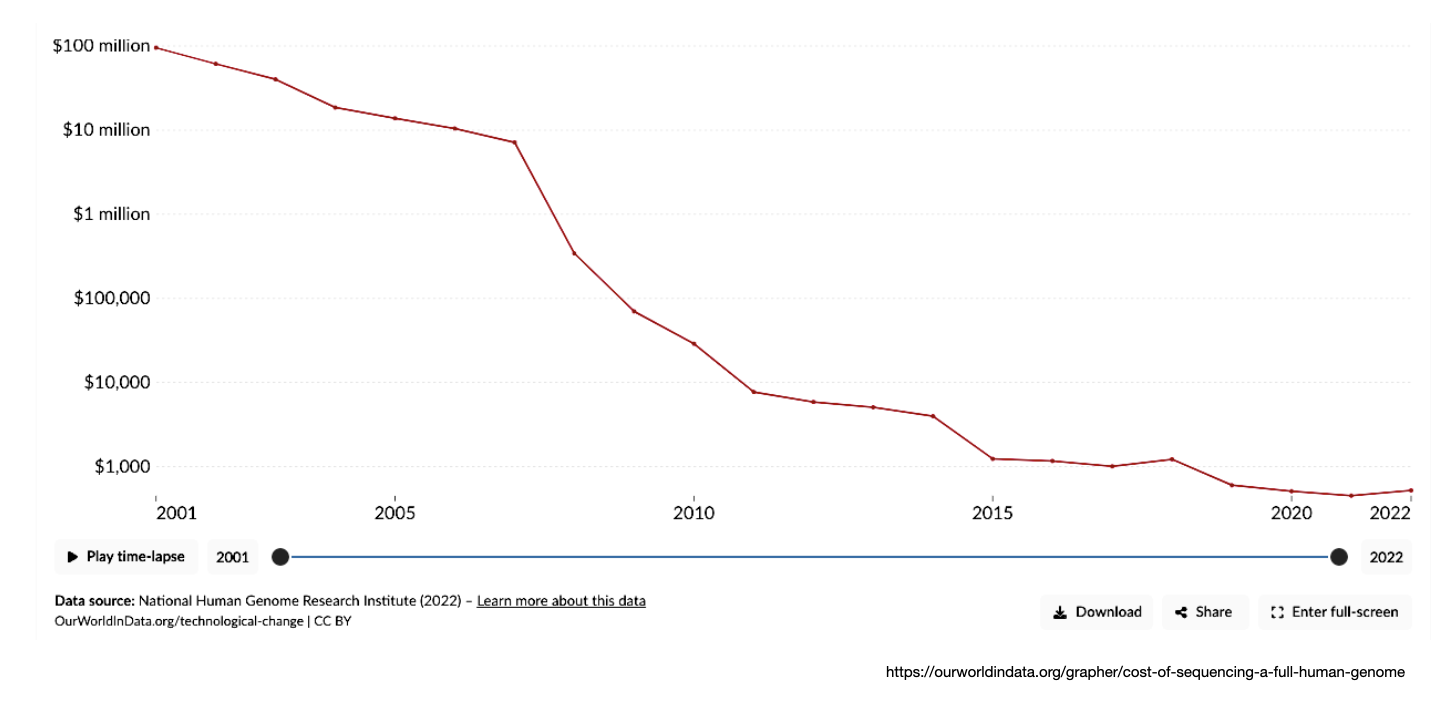 $100 million
$10 million
$1 million
$100,000
$10,000
$1,000
2001 2005 2010 2015 2020 2022
Play time-lapse 2001 2022
Data source: National Human Genome Research Institute (2022) – Learn more about this data
OurWorldInData.org/technological-change | CC BY
Download Share Enter full-screen
https://ourworldindata.org/grapher/cost-of-sequencing-a-full-human-genome